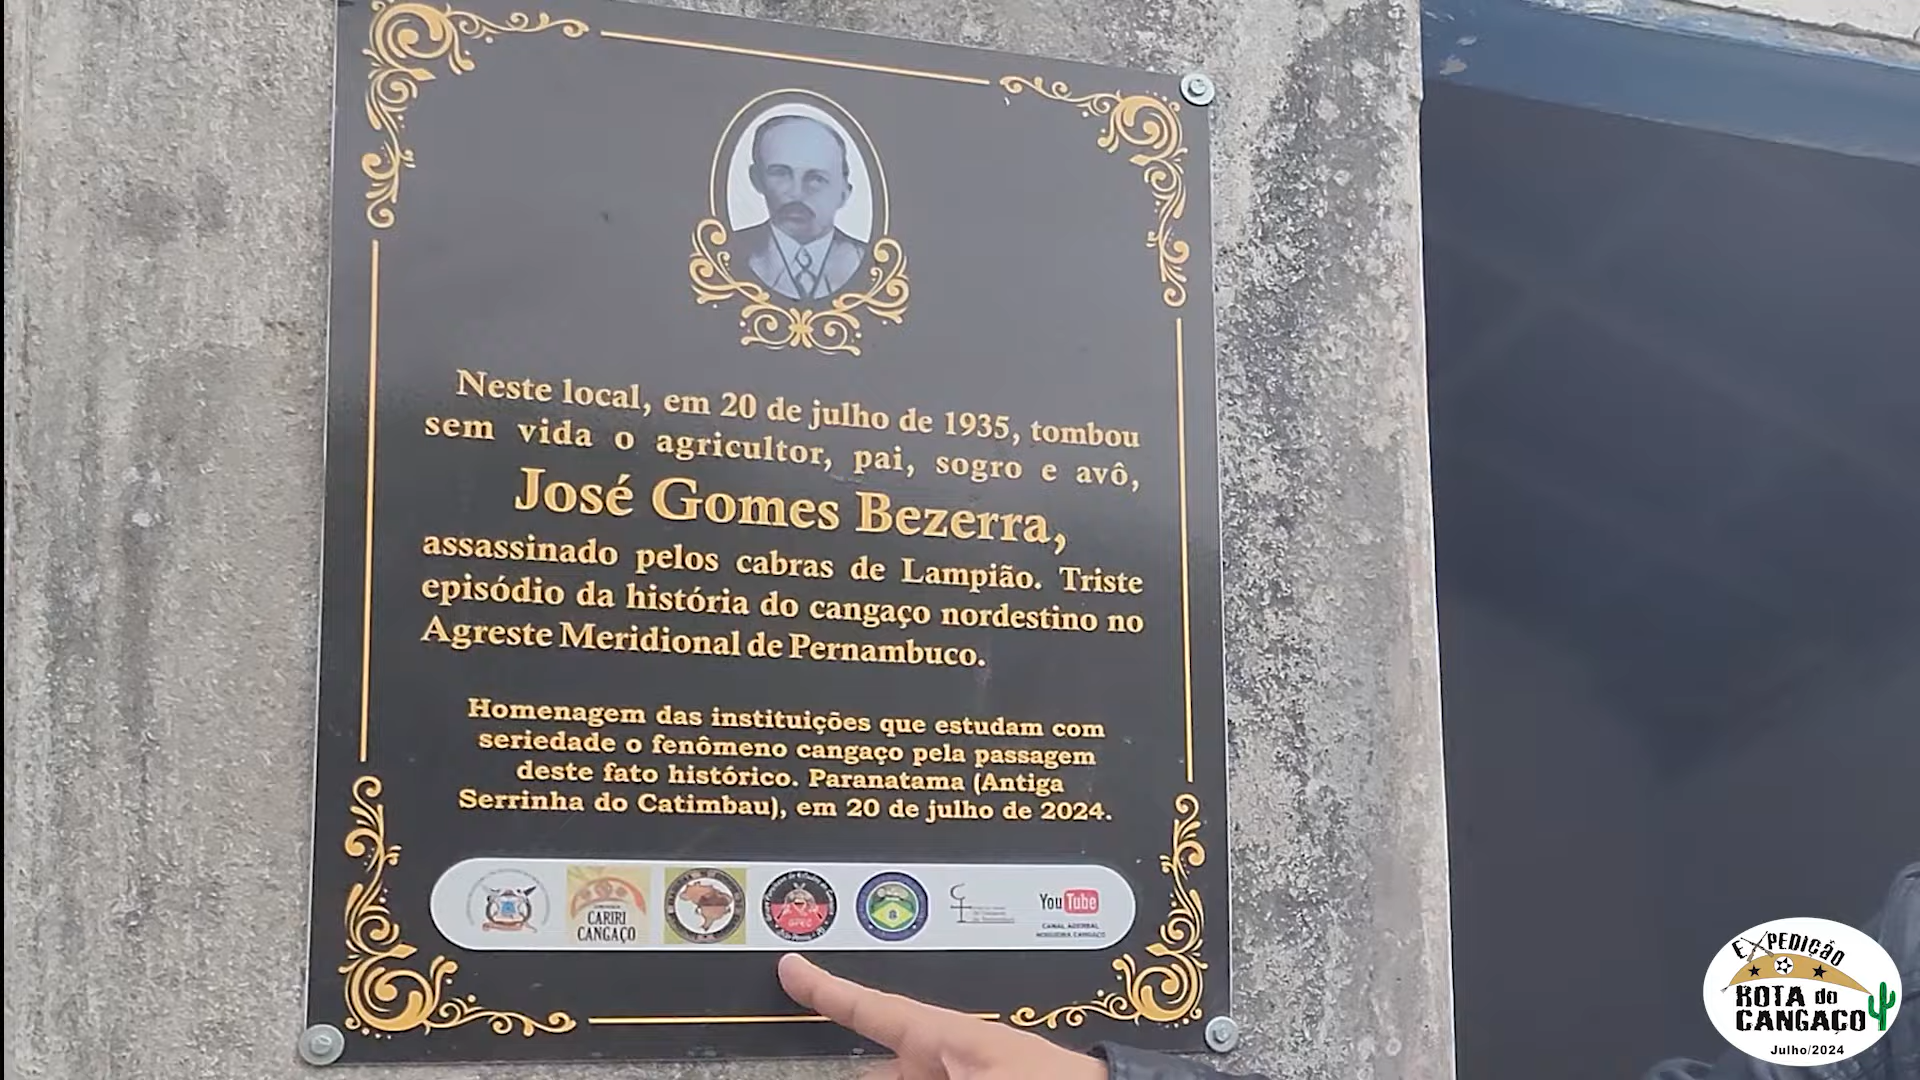 Neste local, em 20 de julho de 1935, tombou
sem vida o agricultor, pai, sogro e avô,
José Gomes Bezerra,
assassinado pelos cabras de Lampião. Triste
episódio da história do cangaço nordestino no
Agreste Meridional de Pernambuco.
Homenagem das instituições que estudam com
seriedade o fenômeno cangaço pela passagem
deste fato histórico. Paranatama (Antiga
Serrinha do Catimbau), em 20 de julho de 2024.
CARIRI
CANGAÇO
GPEC
YouTube
CANAL ADERBAL
NOGUEIRA CANGAÇO
EXPEDIÇÃO
ROTA do
CANGAÇO
Julho/2024